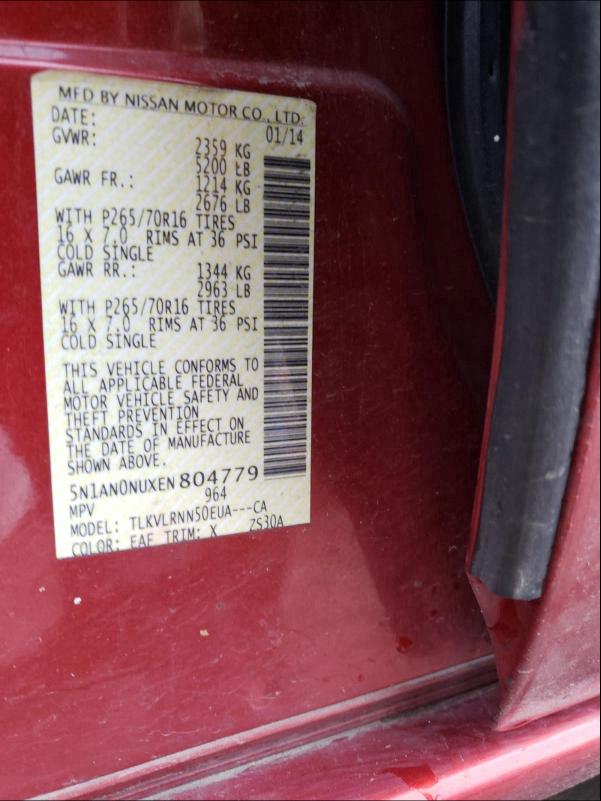 MFD BY NISSAN MOTOR CO., LTD.
DATE: 01/14
GVWR: 2359 KG
5200 LB
GAWR FR.: 1214 KG
2676 LB
WITH P265/70R16 TIRES
16 X 7.0 RIMS AT 36 PSI
COLD SINGLE
GAWR RR.: 1344 KG
2963 LB
WITH P265/70R16 TIRES
16 X 7.0 RIMS AT 36 PSI
COLD SINGLE
THIS VEHICLE CONFORMS TO
ALL APPLICABLE FEDERAL
MOTOR VEHICLE SAFETY AND
THEFT PREVENTION
STANDARDS IN EFFECT ON
THE DATE OF MANUFACTURE
SHOWN ABOVE.
5N1AN0NUXEN804779
964
MPV
MODEL: TLKVLRNN50EUA---CA
COLOR: EAF TRIM: X ZS30A